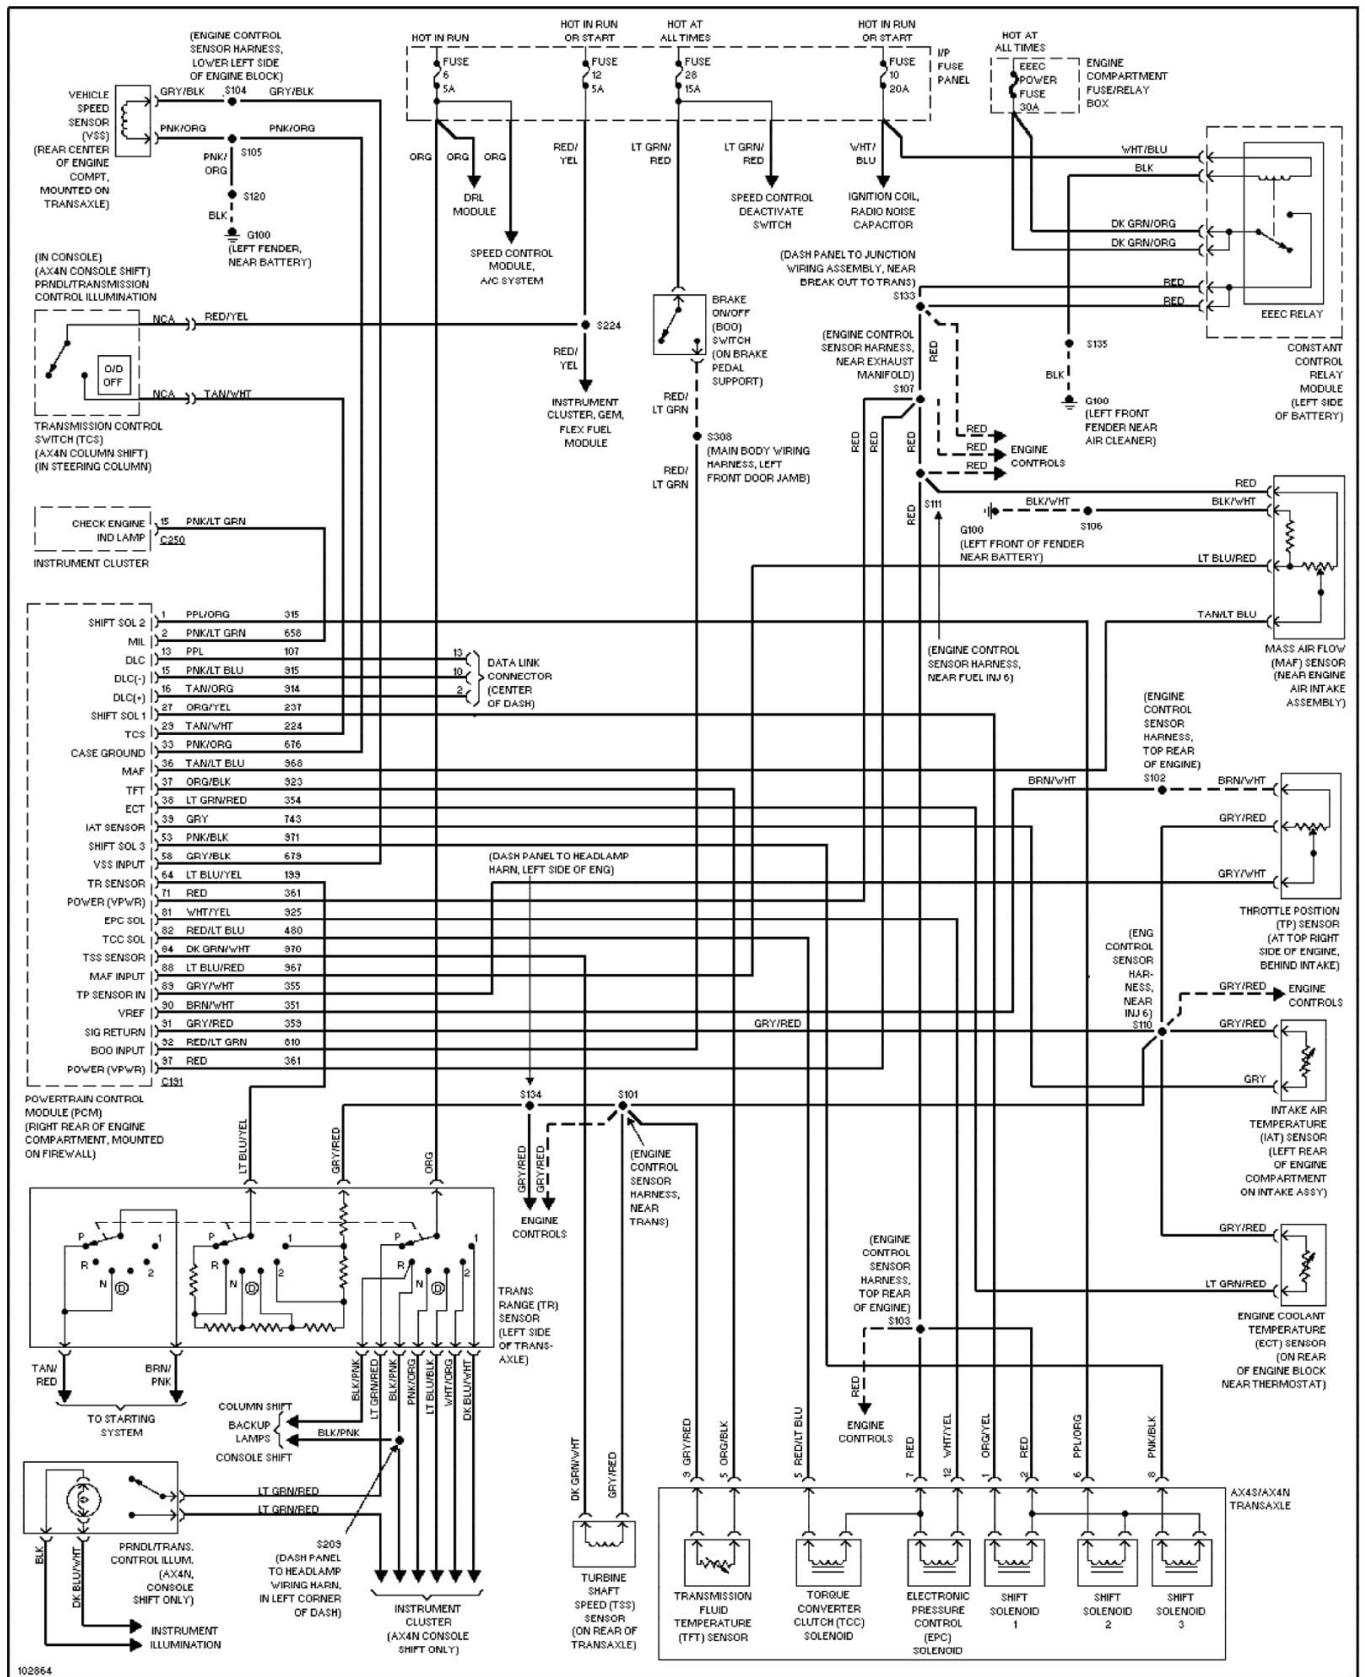 (ENGINE CONTROL
SENSOR HARNESS,
LOWER LEFT SIDE
OF ENGINE BLOCK)
HOT IN RUN
HOT IN RUN
OR START
HOT AT
ALL TIMES
HOT IN RUN
OR START
HOT AT
ALL TIMES
FUSE
6
5A
FUSE
12
5A
FUSE
28
15A
FUSE
10
20A
I/P
FUSE
PANEL
EEEC
POWER
FUSE
30A
ENGINE
COMPARTMENT
FUSE/RELAY
BOX
VEHICLE
SPEED
SENSOR
(VSS)
(REAR CENTER
OF ENGINE
COMPT,
MOUNTED ON
TRANSAXLE)
GRY/BLK
S104
GRY/BLK
PNK/ORG
PNK/ORG
S105
PNK/
ORG
S120
BLK
G100
(LEFT FENDER,
NEAR BATTERY)
ORG
ORG
ORG
DRL
MODULE
SPEED CONTROL
MODULE,
A/C SYSTEM
RED/
YEL
LT GRN/
RED
LT GRN/
RED
SPEED CONTROL
DEACTIVATE
SWITCH
WHT/
BLU
IGNITION COIL,
RADIO NOISE
CAPACITOR
WHT/BLU
BLK
DK GRN/ORG
DK GRN/ORG
RED
RED
EEEC RELAY
CONSTANT
CONTROL
RELAY
MODULE
(LEFT SIDE
OF BATTERY)
(IN CONSOLE)
(AX4N CONSOLE SHIFT)
PRNDL/TRANSMISSION
CONTROL ILLUMINATION
NCA
RED/YEL
O/D
OFF
NCA
TAN/WHT
TRANSMISSION CONTROL
SWITCH (TCS)
(AX4N COLUMN SHIFT)
(IN STEERING COLUMN)
S224
RED/
YEL
INSTRUMENT
CLUSTER, GEM,
FLEX FUEL
MODULE
BRAKE
ON/OFF
(BOO)
SWITCH
(ON BRAKE
PEDAL
SUPPORT)
RED/
LT GRN
S308
(MAIN BODY WIRING
HARNESS, LEFT
FRONT DOOR JAMB)
RED/
LT GRN
(DASH PANEL TO JUNCTION
WIRING ASSEMBLY, NEAR
BREAK OUT TO TRANS)
S133
(ENGINE CONTROL
SENSOR HARNESS,
NEAR EXHAUST
MANIFOLD)
S107
RED
RED
RED
RED
RED
RED
RED
RED
ENGINE
CONTROLS
S135
BLK
G100
(LEFT FRONT
FENDER NEAR
AIR CLEANER)
S111
G100
BLK/WHT
S106
(LEFT FRONT OF FENDER
NEAR BATTERY)
RED
BLK/WHT
LT BLU/RED
TAN/LT BLU
MASS AIR FLOW
(MAF) SENSOR
(NEAR ENGINE
AIR INTAKE
ASSEMBLY)
CHECK ENGINE
IND LAMP
15
PNK/LT GRN
C250
INSTRUMENT CLUSTER
SHIFT SOL 2 1 PPL/ORG 315
MIL 2 PNK/LT GRN 658
DLC 13 PPL 107
DLC(-) 15 PNK/LT BLU 915
DLC(+) 16 TAN/ORG 914
SHIFT SOL 1 27 ORG/YEL 237
TCS 29 TAN/WHT 224
CASE GROUND 33 PNK/ORG 676
MAF 36 TAN/LT BLU 968
TFT 37 ORG/BLK 923
ECT 38 LT GRN/RED 354
IAT SENSOR 39 GRY 743
SHIFT SOL 3 53 PNK/BLK 971
VSS INPUT 58 GRY/BLK 679
TR SENSOR 64 LT BLU/YEL 199
POWER (VPWR) 71 RED 361
EPC SOL 81 WHT/YEL 925
TCC SOL 82 RED/LT BLU 480
TSS SENSOR 84 DK GRN/WHT 970
MAF INPUT 88 LT BLU/RED 967
TP SENSOR IN 89 GRY/WHT 355
VREF 90 BRN/WHT 351
SIG RETURN 91 GRY/RED 359
BOO INPUT 92 RED/LT GRN 810
POWER (VPWR) 97 RED 361
C191
POWERTRAIN CONTROL
MODULE (PCM)
(RIGHT REAR OF ENGINE
COMPARTMENT, MOUNTED
ON FIREWALL)
13
10
2
DATA LINK
CONNECTOR
(CENTER
OF DASH)
(ENGINE CONTROL
SENSOR HARNESS,
NEAR FUEL INJ 6)
(ENGINE
CONTROL
SENSOR
HARNESS,
TOP REAR
OF ENGINE)
BRN/WHT
S102
BRN/WHT
GRY/RED
GRY/WHT
THROTTLE POSITION
(TP) SENSOR
(AT TOP RIGHT
SIDE OF ENGINE,
BEHIND INTAKE)
(DASH PANEL TO HEADLAMP
HARN, LEFT SIDE OF ENG)
(ENG
CONTROL
SENSOR
HAR-
NESS,
NEAR
INJ 6)
S110
GRY/RED
GRY/RED
ENGINE
CONTROLS
GRY/RED
GRY
INTAKE AIR
TEMPERATURE
(IAT) SENSOR
(LEFT REAR
OF ENGINE
COMPARTMENT
ON INTAKE ASSY)
LT BLU/YEL
GRY/RED
ORG
S134
S101
GRY/RED
GRY/RED
ENGINE
CONTROLS
(ENGINE
CONTROL
SENSOR
HARNESS,
NEAR
TRANS)
GRY/RED
LT GRN/RED
ENGINE COOLANT
TEMPERATURE
(ECT) SENSOR
(ON REAR
OF ENGINE BLOCK
NEAR THERMOSTAT)
P
R
N
D
2
1
P
R
N
D
2
1
P
R
N
D
2
1
TRANS
RANGE (TR)
SENSOR
(LEFT SIDE
OF TRANS-
AXLE)
(ENGINE
CONTROL
SENSOR
HARNESS,
TOP REAR
OF ENGINE)
S103
RED
ENGINE
CONTROLS
TAN/
RED
BRN/
PNK
TO STARTING
SYSTEM
BLK/PNK
LT GRN/RED
BLK/PNK
PNK/ORG
LT BLU/BLK
WHT/ORG
DK BLU/WHT
COLUMN SHIFT
BACKUP
LAMPS
BLK/PNK
CONSOLE SHIFT
LT GRN/RED
LT GRN/RED
BLK
DK BLU/WHT
PRNDL/TRANS.
CONTROL ILLUM.
(AX4N,
CONSOLE
SHIFT ONLY)
INSTRUMENT
ILLUMINATION
S209
(DASH PANEL
TO HEADLAMP
WIRING HARN,
IN LEFT CORNER
OF DASH)
INSTRUMENT
CLUSTER
(AX4N CONSOLE
SHIFT ONLY)
DK GRN/WHT
GRY/RED
TURBINE
SHAFT
SPEED (TSS)
SENSOR
(ON REAR OF
TRANSAXLE)
9 GRY/RED
5 ORG/BLK
5 RED/LT BLU
7 RED
12 WHT/YEL
1 ORG/YEL
2 RED
6 PPL/ORG
8 PNK/BLK
AX4S/AX4N
TRANSAXLE
TRANSMISSION
FLUID
TEMPERATURE
(TFT) SENSOR
TORQUE
CONVERTER
CLUTCH (TCC)
SOLENOID
ELECTRONIC
PRESSURE
CONTROL
(EPC)
SOLENOID
SHIFT
SOLENOID
1
SHIFT
SOLENOID
2
SHIFT
SOLENOID
3
102864